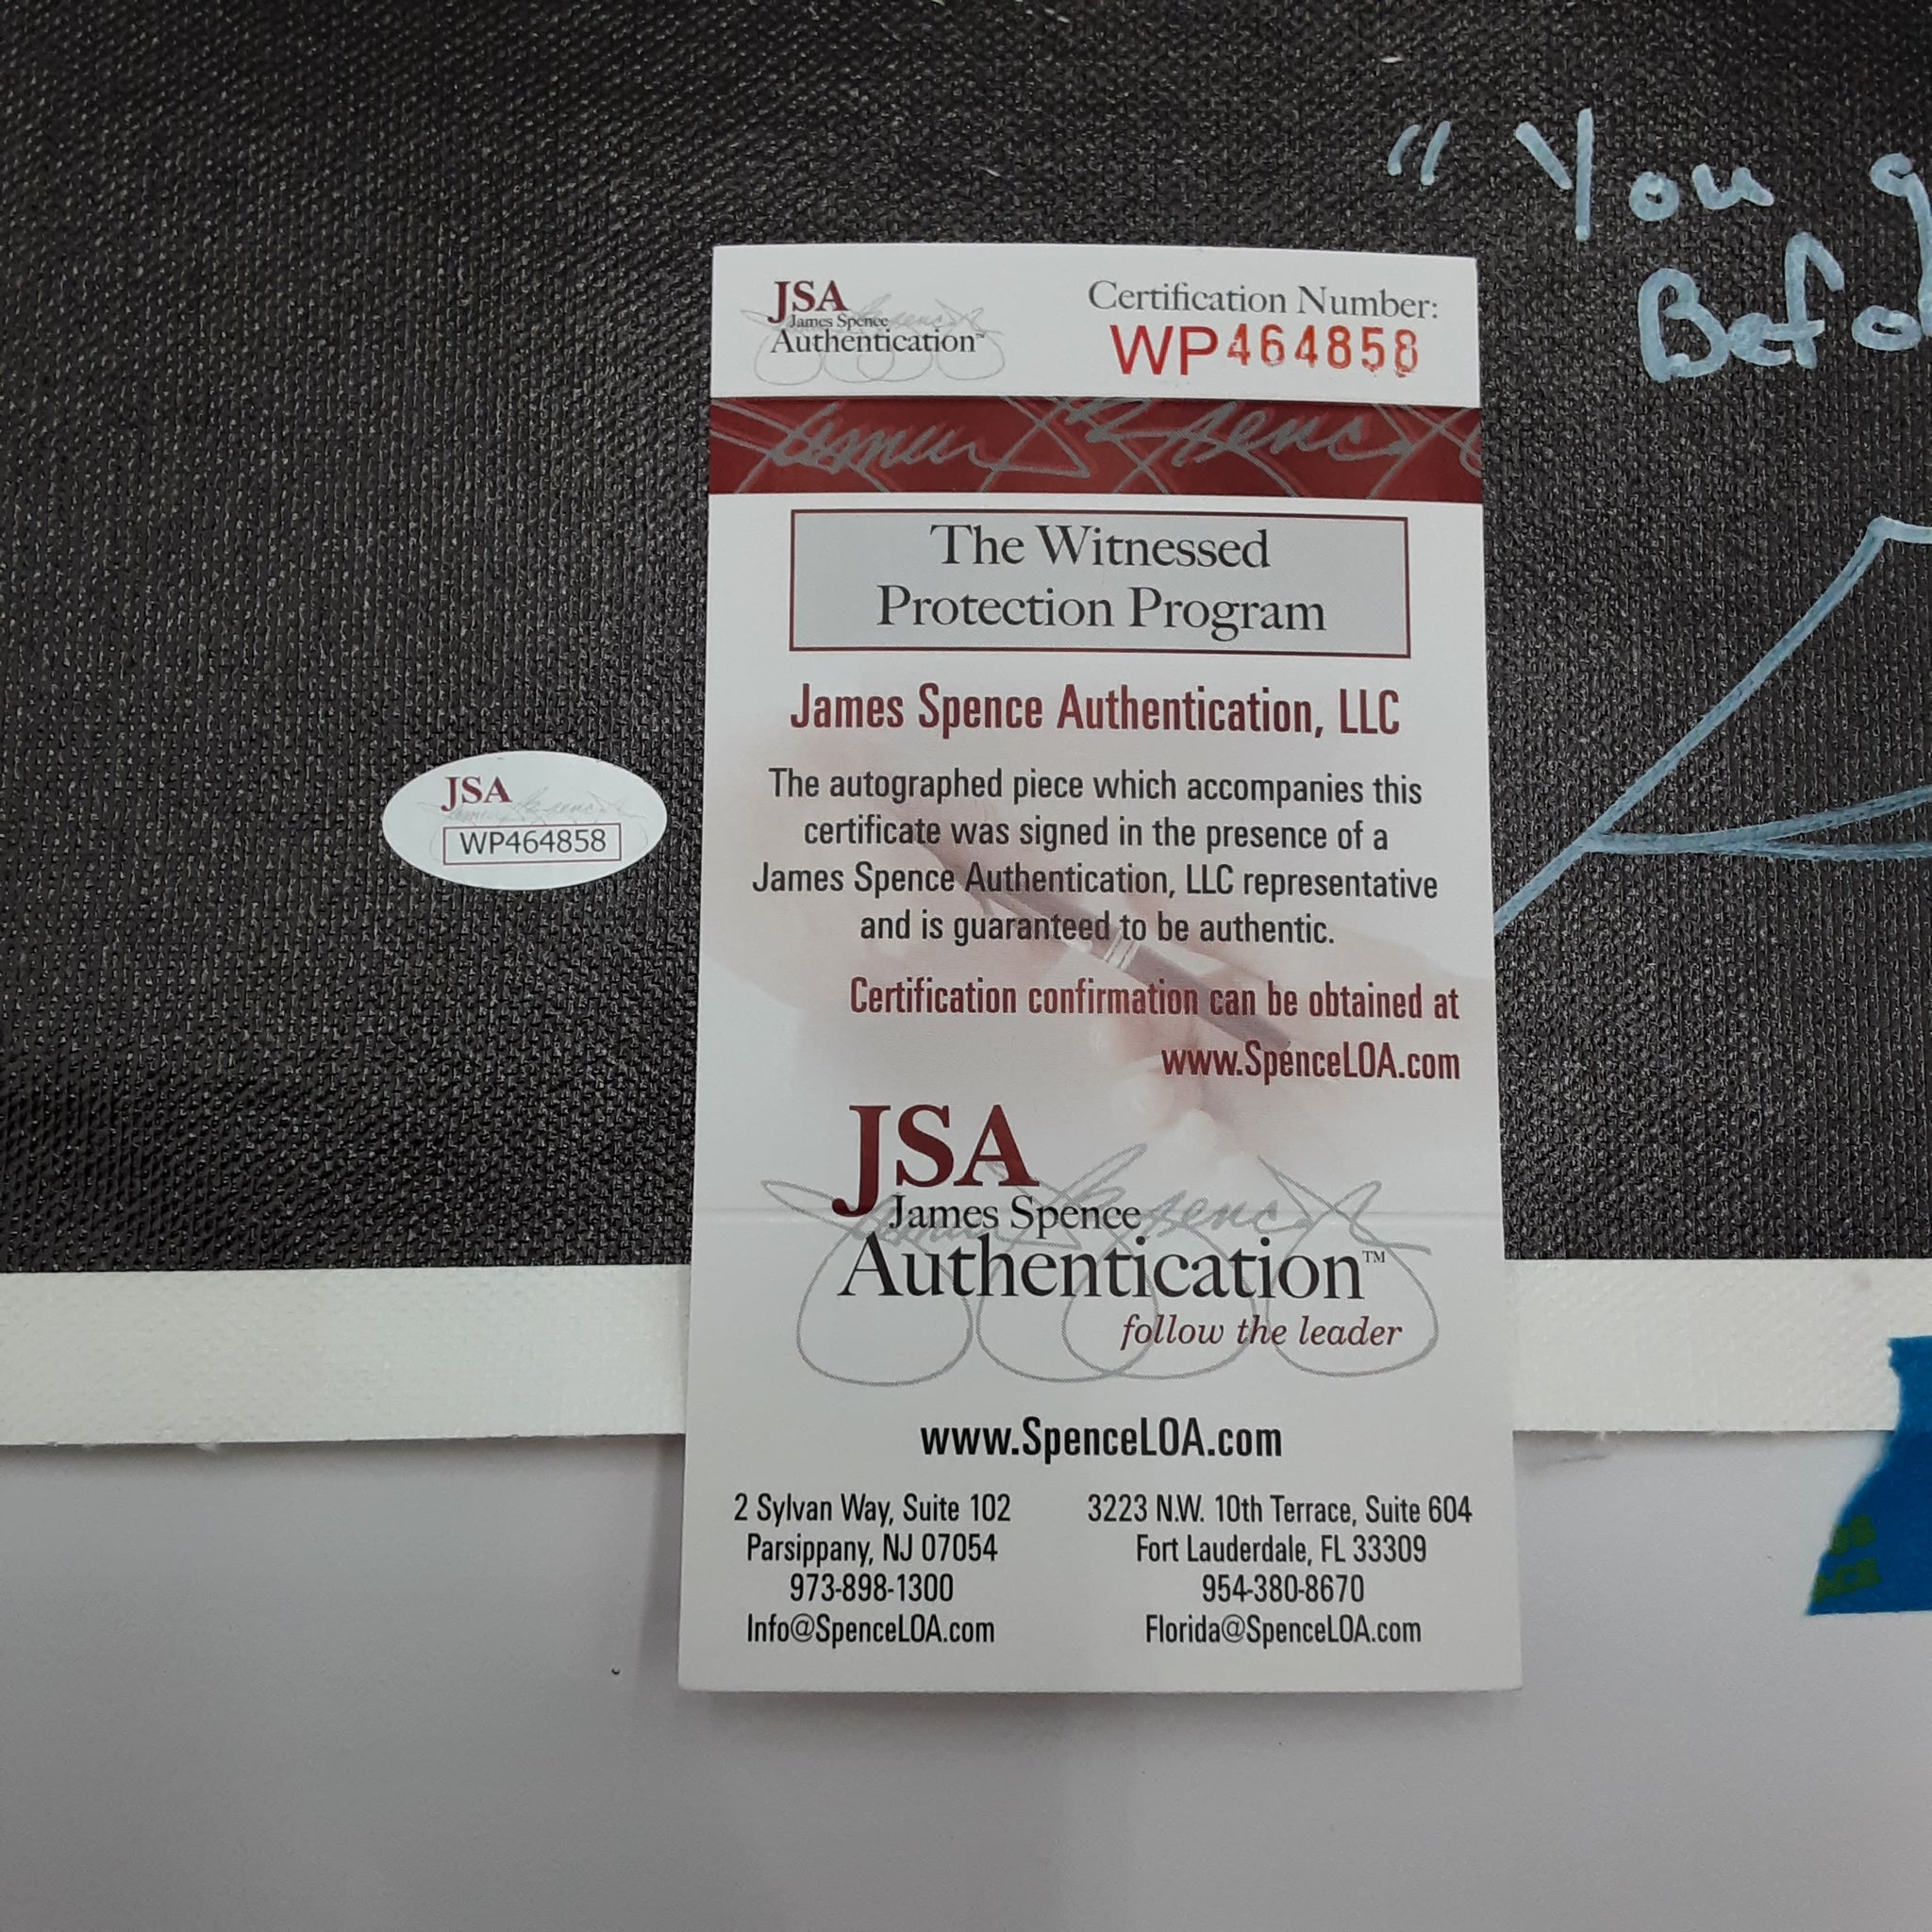 " You
Befo
JSA
James Spence
Authentication™
Certification Number:
WP464858
The Witnessed
Protection Program
James Spence Authentication, LLC
The autographed piece which accompanies this
certificate was signed in the presence of a
James Spence Authentication, LLC representative
and is guaranteed to be authentic.
Certification confirmation can be obtained at
www.SpenceLOA.com
JSA
James Spence
Authentication™
follow the leader
www.SpenceLOA.com
2 Sylvan Way, Suite 102
Parsippany, NJ 07054
973-898-1300
Info@SpenceLOA.com
3223 N.W. 10th Terrace, Suite 604
Fort Lauderdale, FL 33309
954-380-8670
Florida@SpenceLOA.com
JSA
WP464858